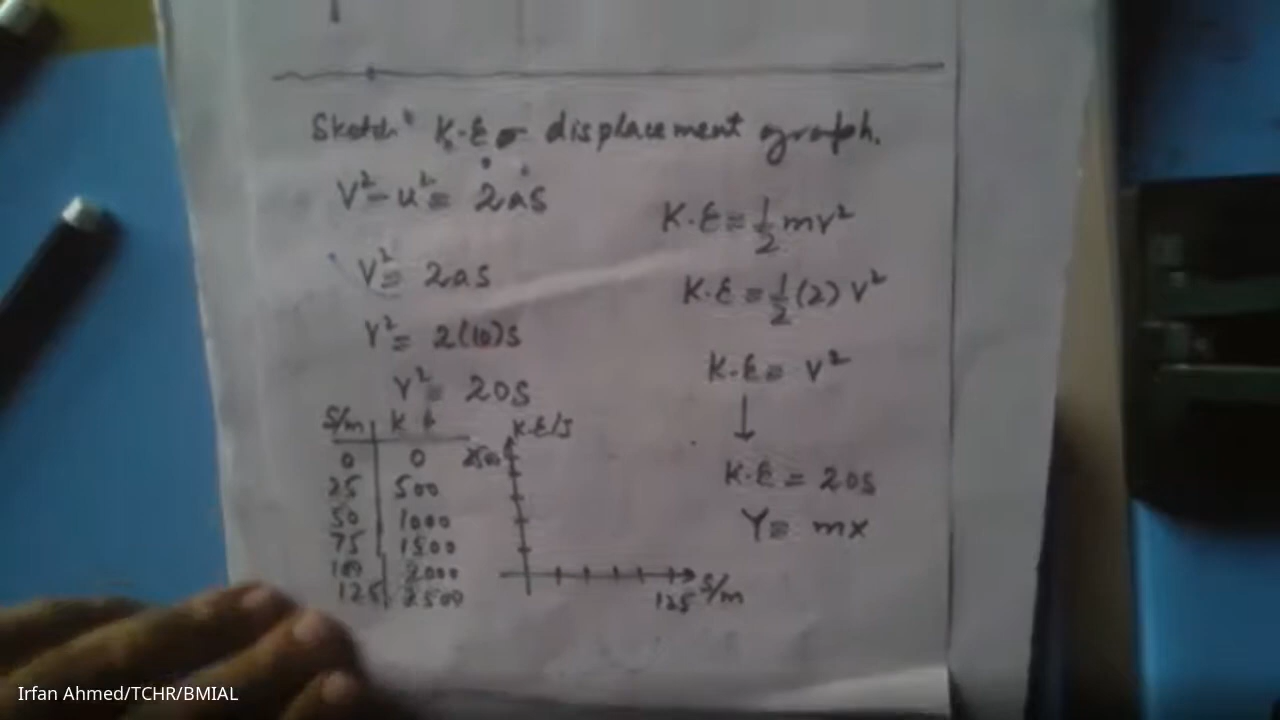 Sketch K.E - displacement graph.
V² - u² = 2as
V² = 2as
V² = 2(10)s
V² = 20s
K.E = 1/2 mv²
K.E = 1/2 (2) v²
K.E = v²
↓
K.E = 20s
Y = mx
S/m | K E
0 | 0
25 | 500
50 | 1000
75 | 1500
100 | 2000
125 | 2500
K.E/J
2500
125 S/m
Irfan Ahmed/TCHR/BMIAL